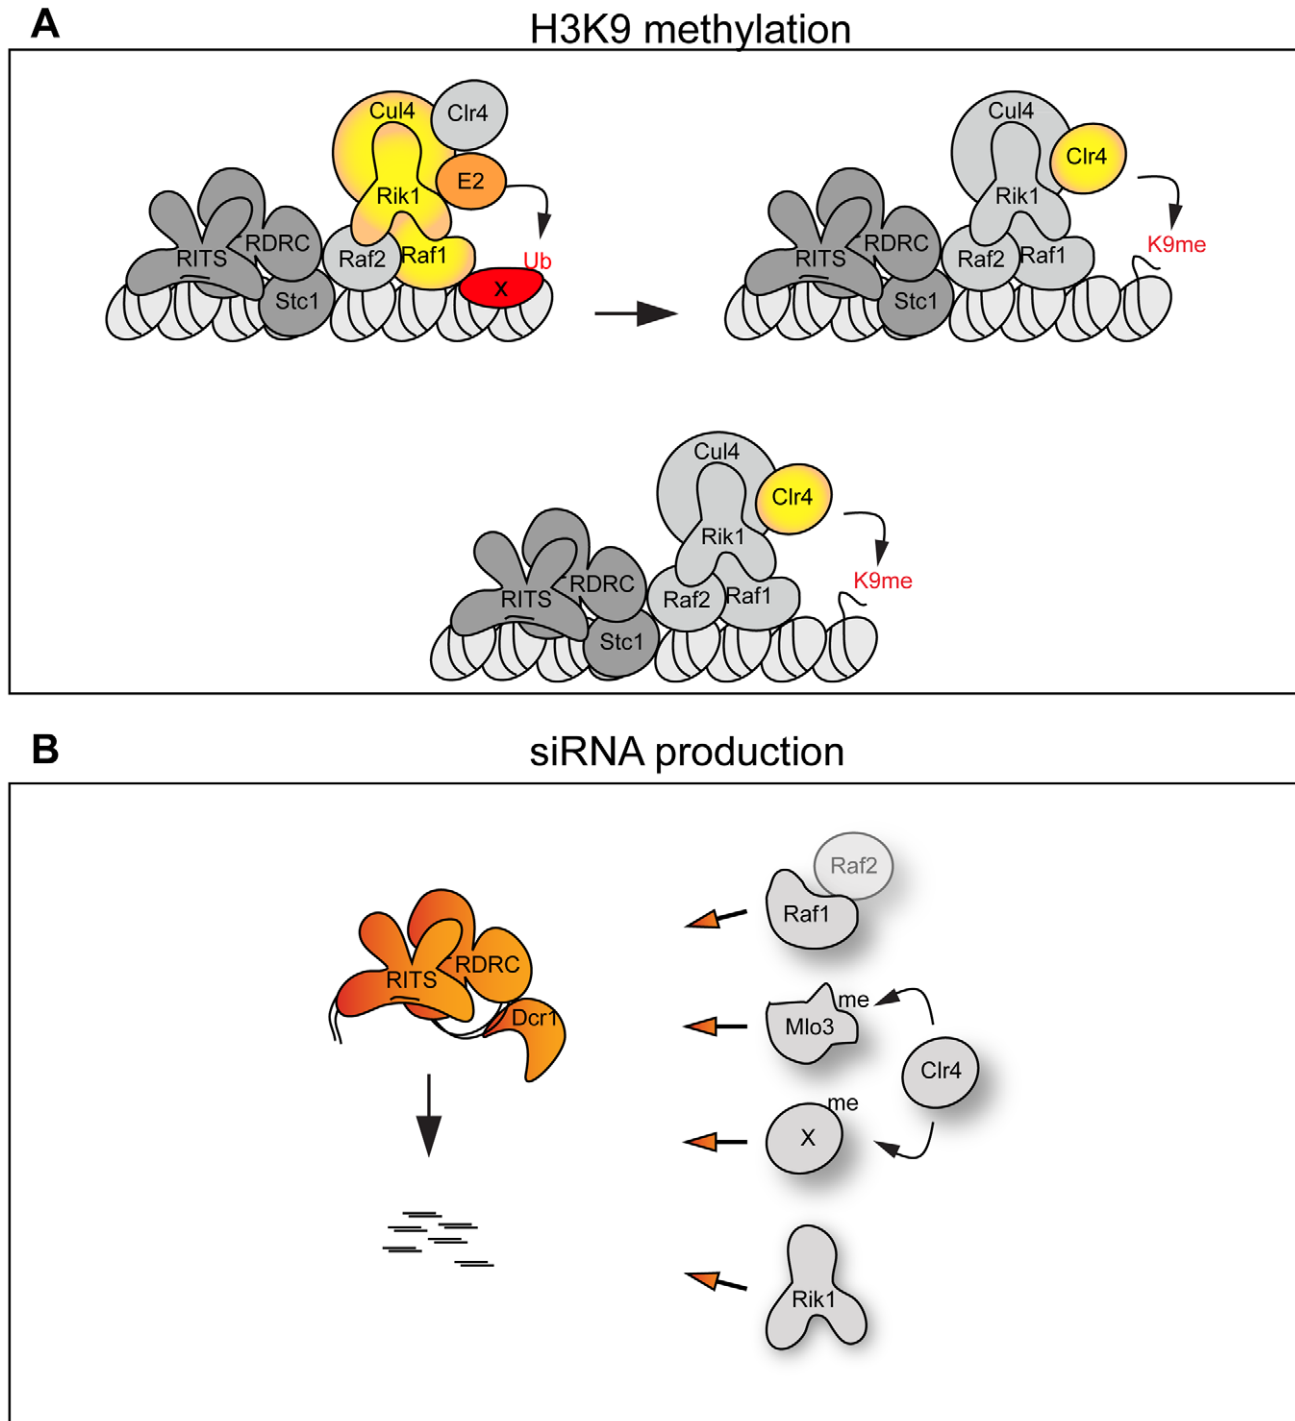 A
H3K9 methylation
Cul4
Clr4
E2
Rik1
RITS
RDRC
Raf2
Raf1
Ub
Stc1
X
Cul4
Clr4
Rik1
K9me
RITS
RDRC
Raf2
Raf1
Stc1
Cul4
Clr4
Rik1
K9me
RITS
RDRC
Raf2
Raf1
Stc1
B
siRNA production
Raf2
Raf1
RITS
RDRC
Dcr1
me
Mlo3
Clr4
me
X
Rik1